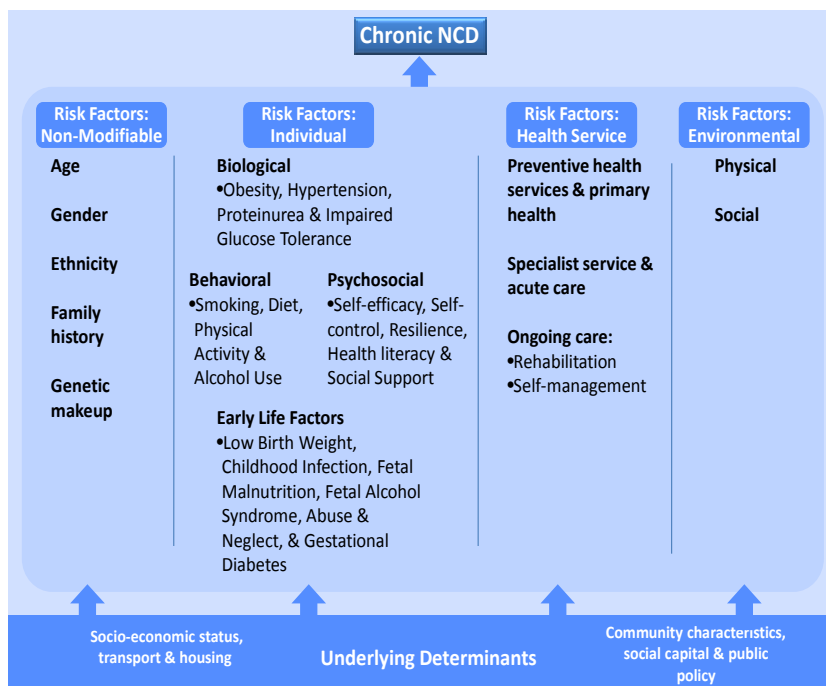 Chronic NCD
Risk Factors:
Non-Modifiable
Age
Gender
Ethnicity
Family
history
Genetic
makeup
Risk Factors:
Individual
Biological
•Obesity, Hypertension,
Proteinurea & Impaired
Glucose Tolerance
Behavioral
•Smoking, Diet,
Physical
Activity &
Alcohol Use
Psychosocial
•Self-efficacy, Self-
control, Resilience,
Health literacy &
Social Support
Early Life Factors
•Low Birth Weight,
Childhood Infection, Fetal
Malnutrition, Fetal Alcohol
Syndrome, Abuse &
Neglect, & Gestational
Diabetes
Risk Factors:
Health Service
Preventive health
services & primary
health
Specialist service &
acute care
Ongoing care:
•Rehabilitation
•Self-management
Risk Factors:
Environmental
Physical
Social
Socio-economic status,
transport & housing
Underlying Determinants
Community characteristics,
social capital & public
policy